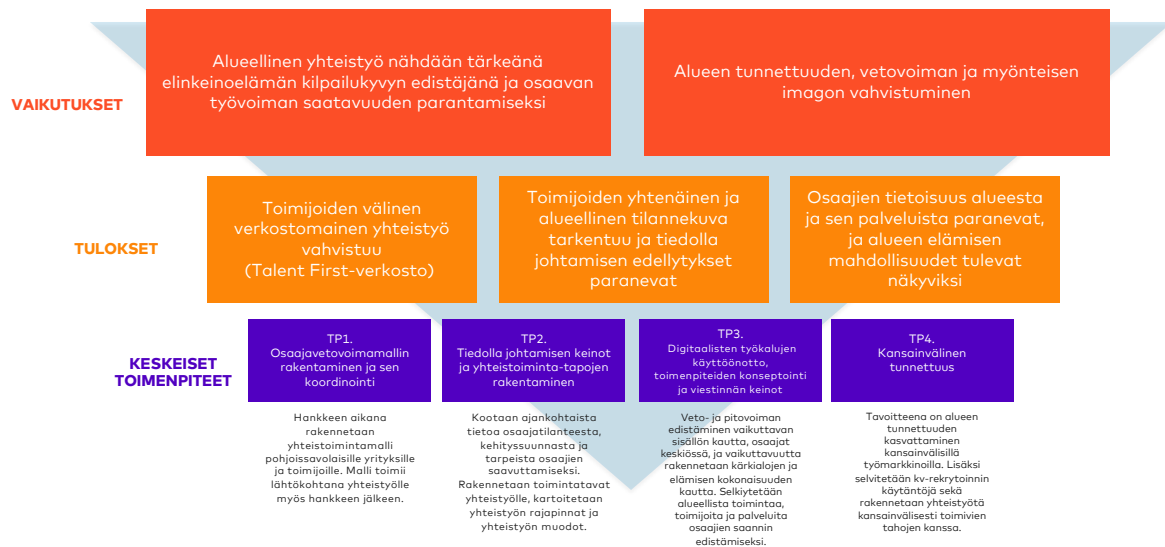 Alueellinen yhteistyö nähdään tärkeänä
elinkeinoelämän kilpailukyvyn edistäjänä ja osaavan
työvoiman saatavuuden parantamiseksi
Alueen tunnettuuden, vetovoiman ja myönteisen
imagon vahvistuminen
VAIKUTUKSET
Toimijoiden välinen
verkostomainen yhteistyö
vahvistuu
(Talent First-verkosto)
Toimijoiden yhtenäinen ja
alueellinen tilannekuva
tarkentuu ja tiedolla
johtamisen edellytykset
paranevat
Osaajien tietoisuus alueesta
ja sen palveluista paranevat,
ja alueen elämisen
mahdollisuudet tulevat
näkyviksi
TULOKSET
KESKEISET
TOIMENPITEET
TP1.
Osaajavetovoimamallin
rakentaminen ja sen
koordinointi
TP2.
Tiedolla johtamisen keinot
ja yhteistoiminta-tapojen
rakentaminen
TP3.
Digitaalisten työkalujen
käyttöönotto,
toimenpiteiden konseptointi
ja viestinnän keinot
TP4.
Kansainvälinen
tunnettuus
Hankkeen aikana
rakennetaan
yhteistoimintamalli
pohjoissavolaisille yrityksille
ja toimijoille. Malli toimii
lähtökohtana yhteistyölle
myös hankkeen jälkeen.
Kootaan ajankohtaista
tietoa osaajatilanteesta,
kehityssuunnasta ja
tarpeista osaajien
saavuttamiseksi.
Rakennetaan toimintatavat
yhteistyölle, kartoitetaan
yhteistyön rajapinnat ja
yhteistyön muodot.
Veto- ja pitovoiman
edistäminen vaikuttavan
sisällön kautta, osaajat
keskiössä, ja vaikuttavuutta
rakennetaan kärkialojen ja
elämisen kokonaisuuden
kautta. Selkiytetään
alueellista toimintaa,
toimijoita ja palveluita
osaajien saannin
edistämiseksi.
Tavoitteena on alueen
tunnettuuden
kasvattaminen
kansainvälisillä
työmarkkinoilla. Lisäksi
selvitetään kv-rekrytoinnin
käytäntöjä sekä
rakennetaan yhteistyötä
kansainvälisesti toimivien
tahojen kanssa.